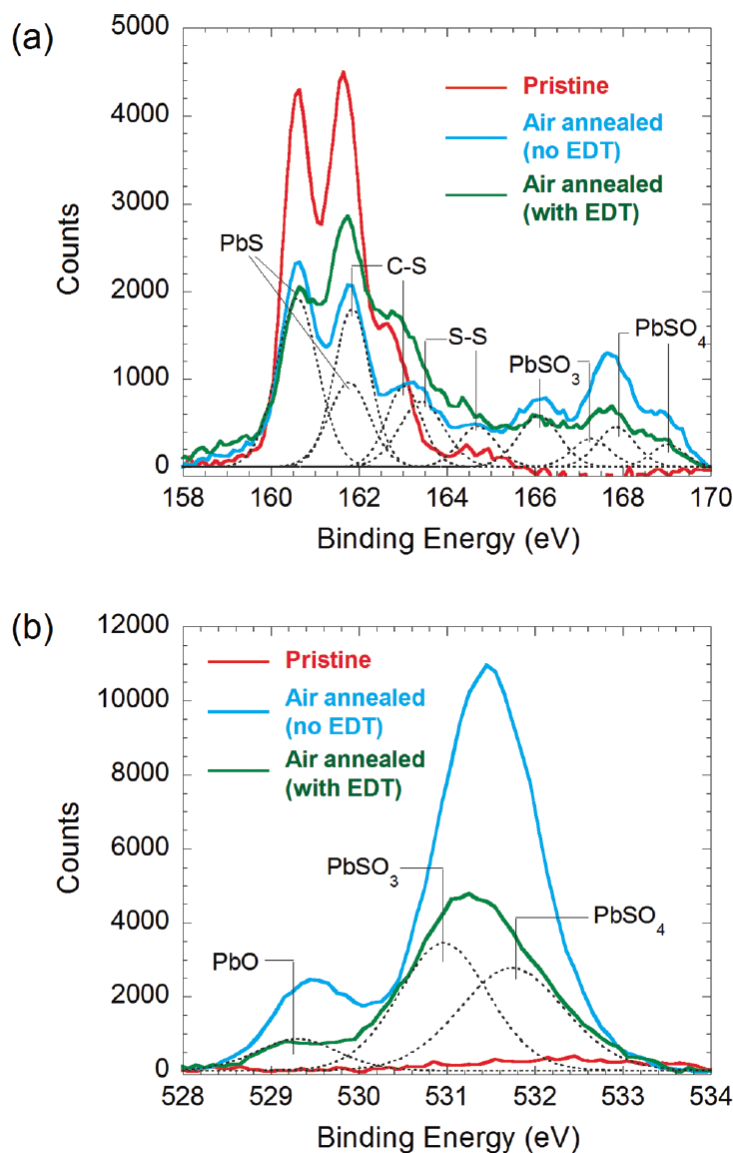 (a)
5000
4000
3000
2000
1000
0
Counts
Pristine
Air annealed
(no EDT)
Air annealed
(with EDT)
PbS
C-S
S-S
PbSO3
PbSO4
158 160 162 164 166 168 170
Binding Energy (eV)
(b)
12000
10000
8000
6000
4000
2000
0
Counts
Pristine
Air annealed
(no EDT)
Air annealed
(with EDT)
PbO
PbSO3
PbSO4
528 529 530 531 532 533 534
Binding Energy (eV)